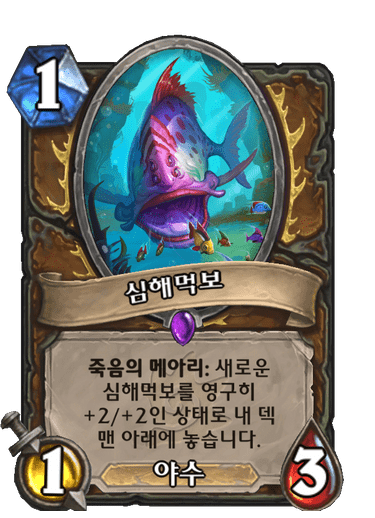 1
심해먹보
죽음의 메아리: 새로운
심해먹보를 영구히
+2/+2인 상태로 내 덱
맨 아래에 놓습니다.
1
야수
3